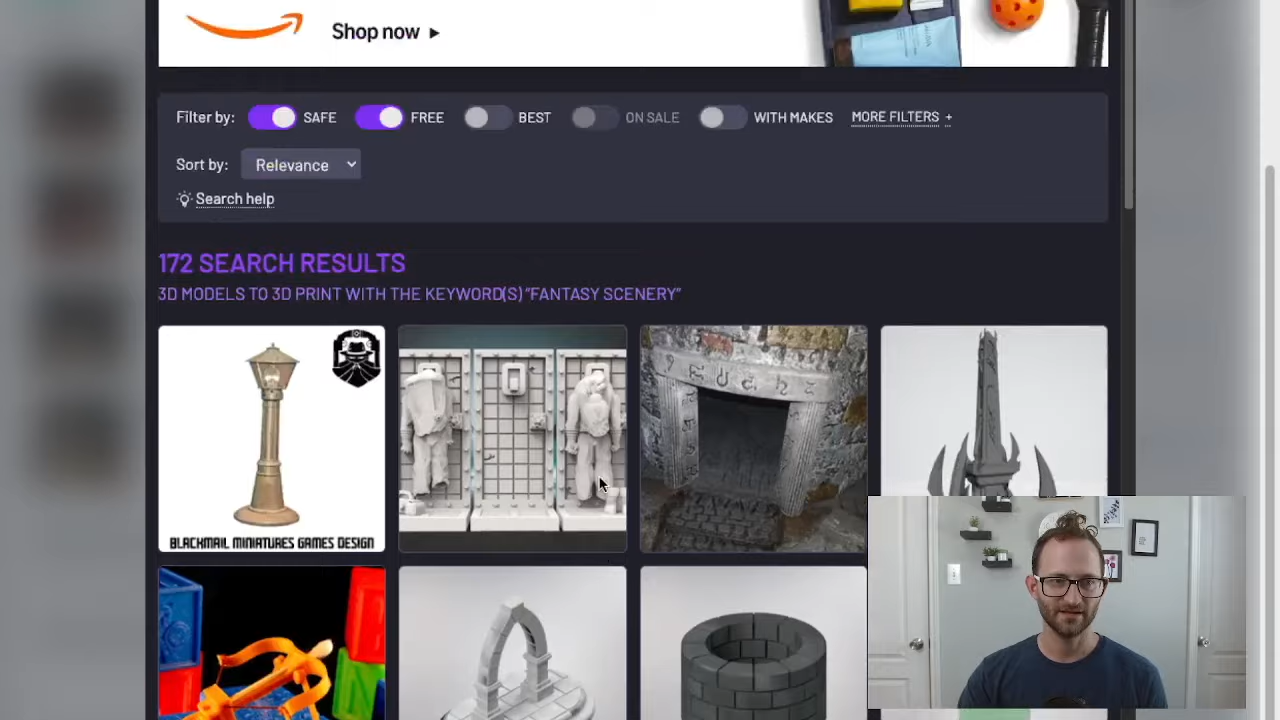 Shop now ▶
Filter by: SAFE FREE BEST ON SALE WITH MAKES MORE FILTERS +
Sort by: Relevance
Search help
172 SEARCH RESULTS
3D MODELS TO 3D PRINT WITH THE KEYWORD(S) "FANTASY SCENERY"
BLACKMAIL MINIATURES GAMES DESIGN